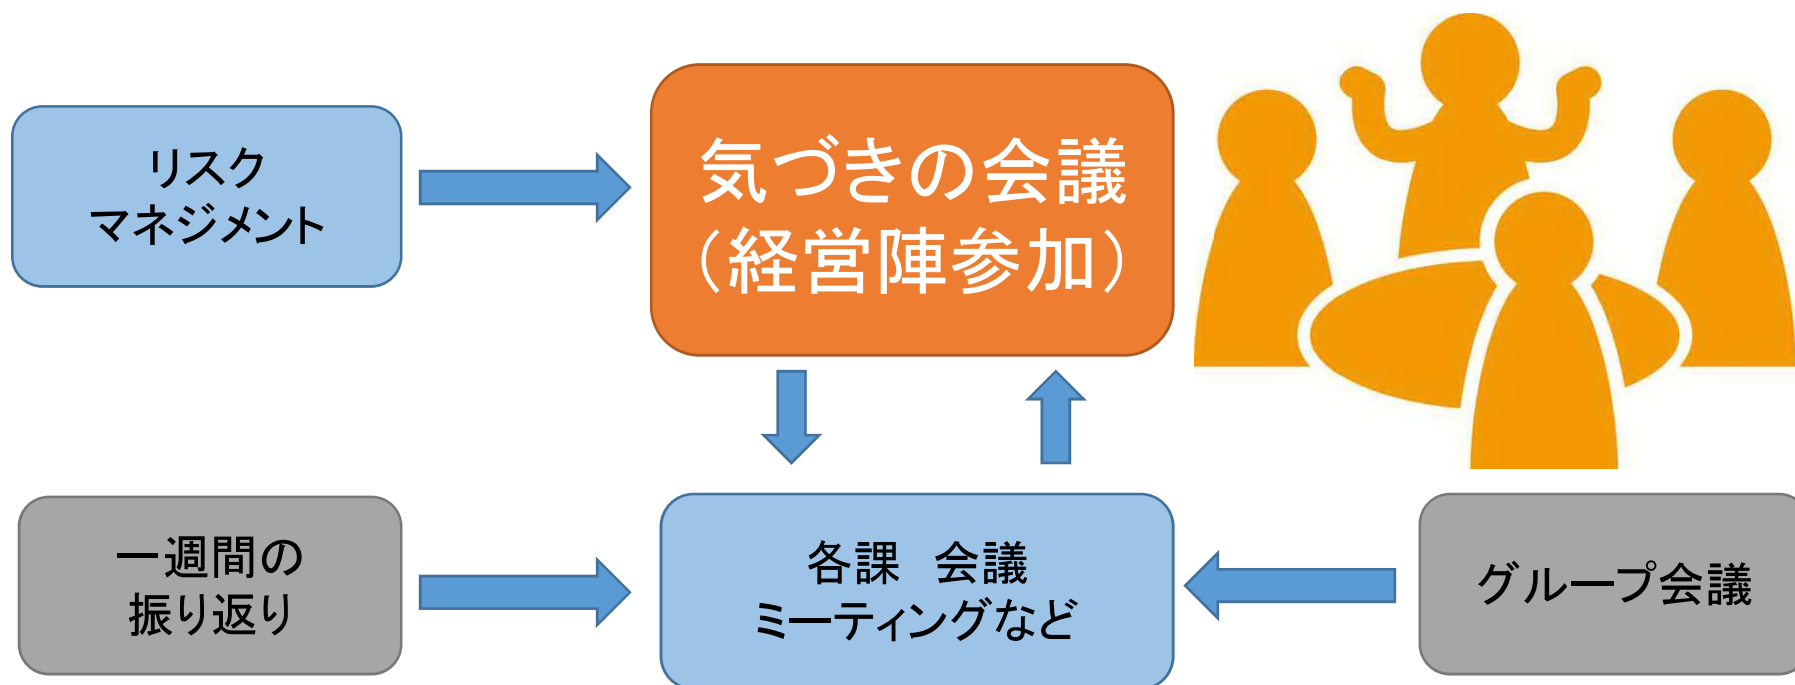 リスク
マネジメント
気づきの会議
（経営陣参加）
一週間の
振り返り
各課　会議
ミーティングなど
グループ会議